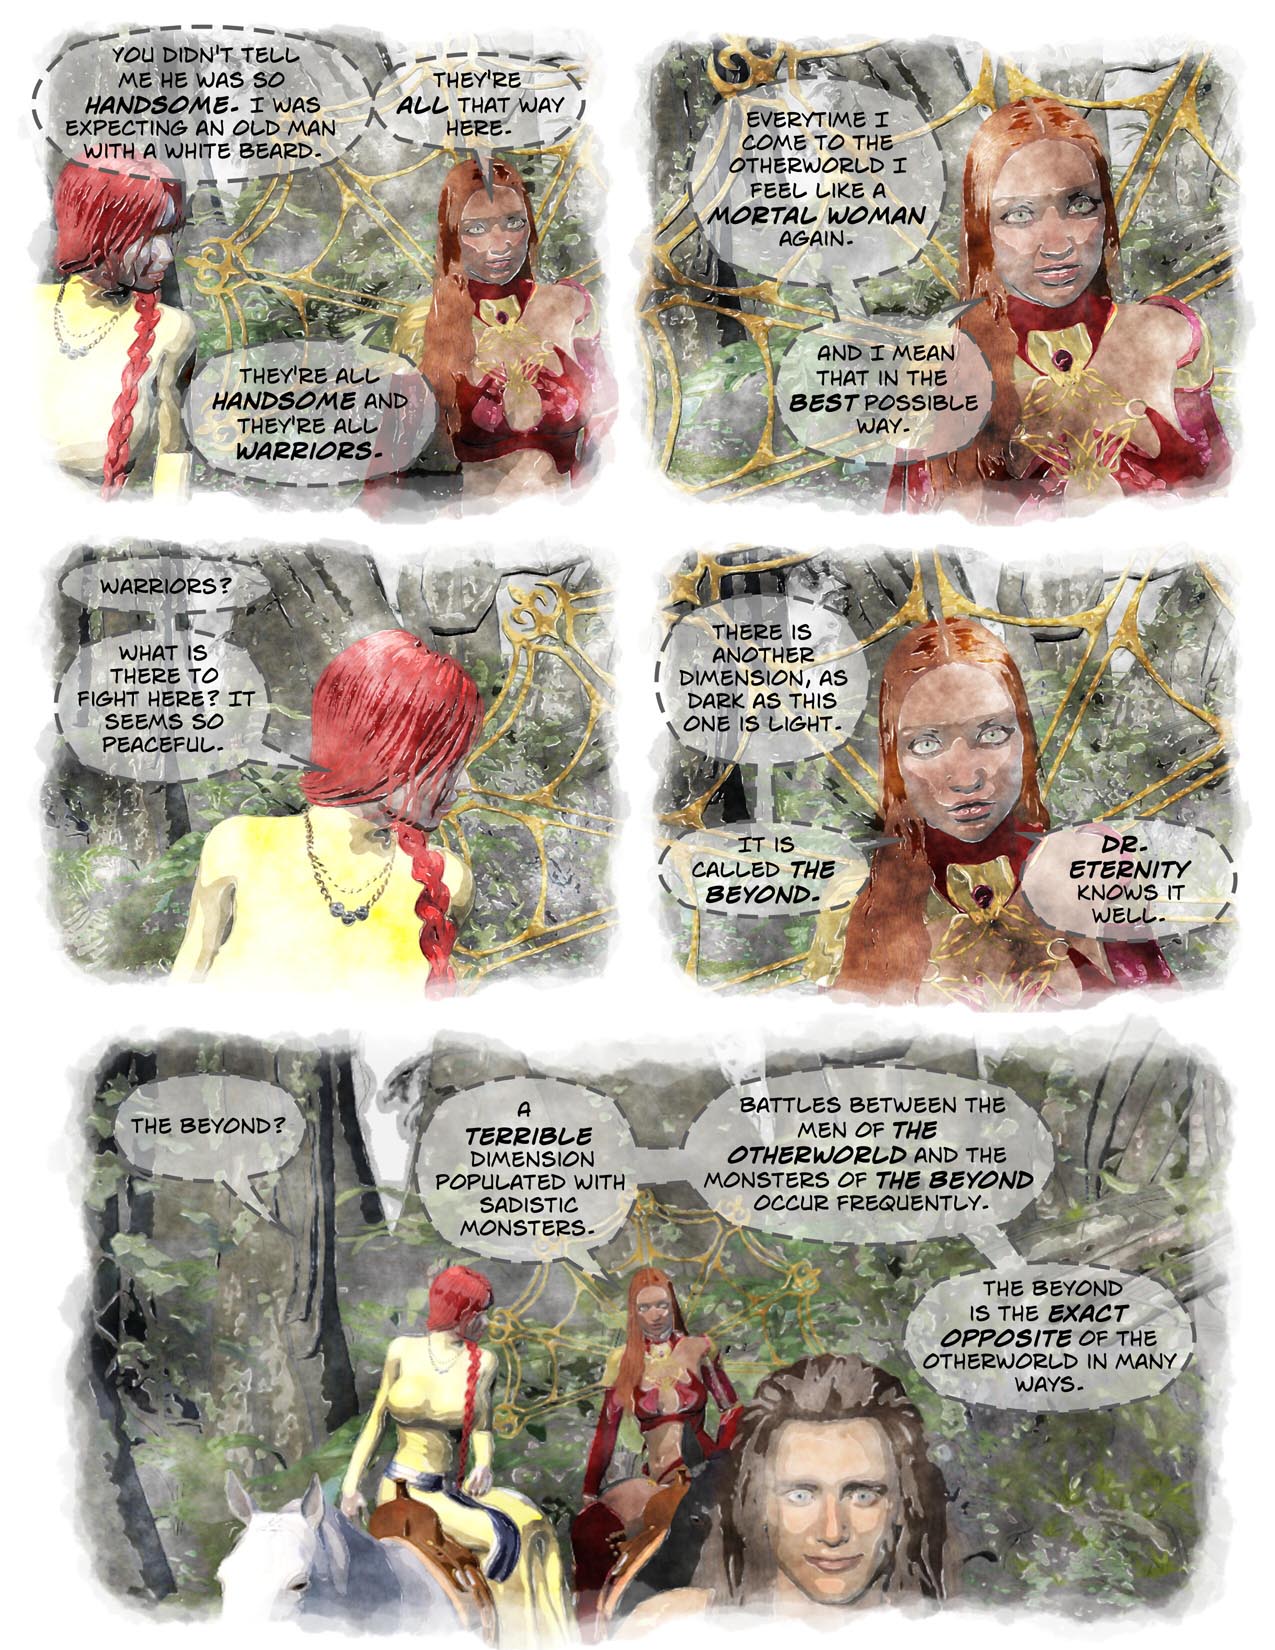 YOU DIDN'T TELL
ME HE WAS SO
HANDSOME. I WAS
EXPECTING AN OLD MAN
WITH A WHITE BEARD.
THEY'RE
ALL THAT WAY
HERE.
THEY'RE ALL
HANDSOME AND
THEY'RE ALL
WARRIORS.
EVERYTIME I
COME TO THE
OTHERWORLD I
FEEL LIKE A
MORTAL WOMAN
AGAIN.
AND I MEAN
THAT IN THE
BEST POSSIBLE
WAY.
WARRIORS?
WHAT IS
THERE TO
FIGHT HERE? IT
SEEMS SO
PEACEFUL.
THERE IS
ANOTHER
DIMENSION, AS
DARK AS THIS
ONE IS LIGHT.
IT IS
CALLED THE
BEYOND.
DR.
ETERNITY
KNOWS IT
WELL.
THE BEYOND?
A
TERRIBLE
DIMENSION
POPULATED WITH
SADISTIC
MONSTERS.
BATTLES BETWEEN THE
MEN OF THE
OTHERWORLD AND THE
MONSTERS OF THE BEYOND
OCCUR FREQUENTLY.
THE BEYOND
IS THE EXACT
OPPOSITE OF THE
OTHERWORLD IN MANY
WAYS.